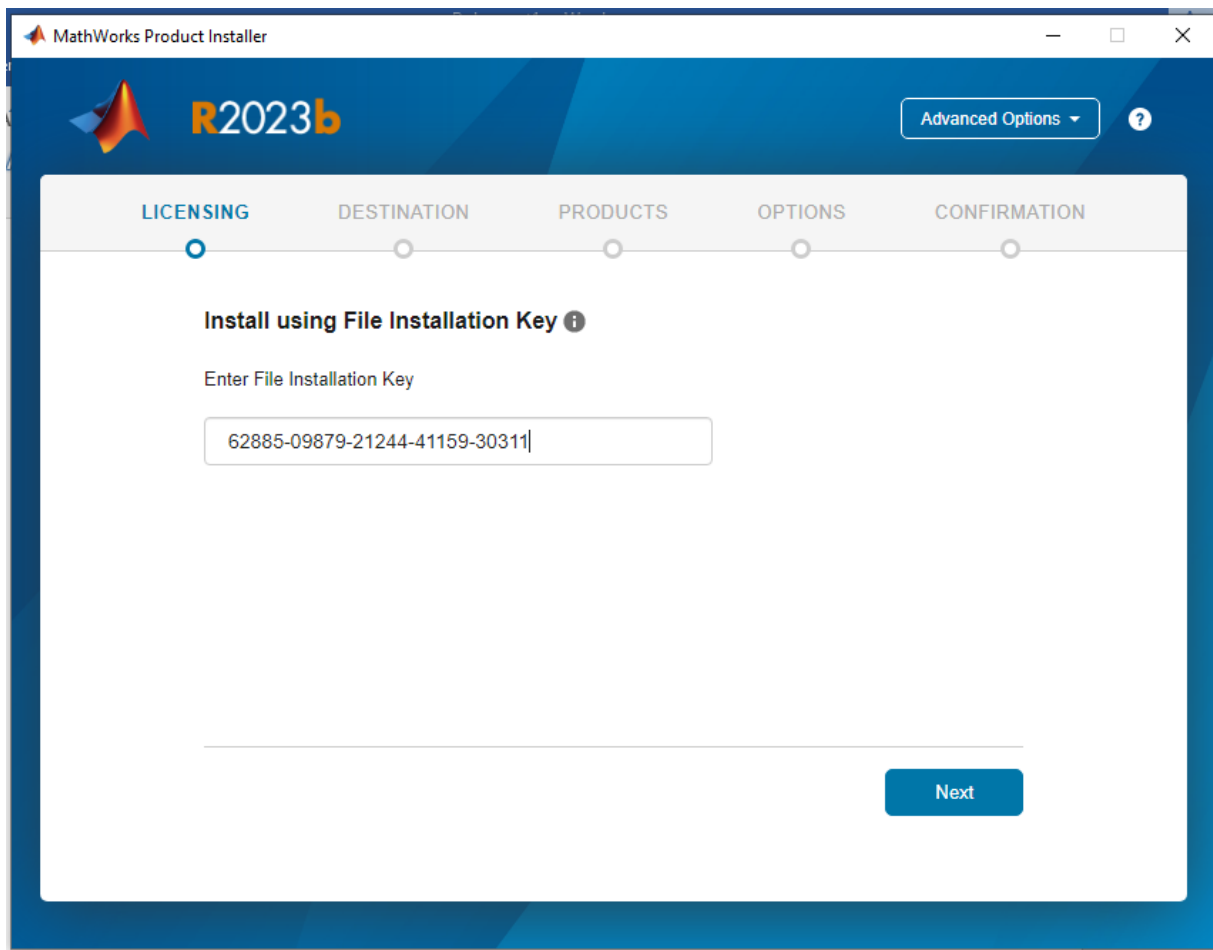 MathWorks Product Installer
R2023b
Advanced Options
?
LICENSING
DESTINATION
PRODUCTS
OPTIONS
CONFIRMATION
Install using File Installation Key
Enter File Installation Key
62885-09879-21244-41159-30311
Next